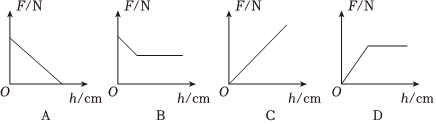 F/N F/N F/N F/N
O h/cm O h/cm O h/cm O h/cm
A B C D